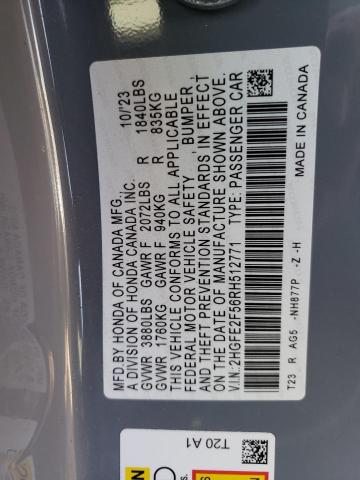 MFD.BY HONDA OF CANADA MFG. 10/23
A DIVISION OF HONDA CANADA INC.
GVWR 3880LBS GAWR F 2072LBS R 1840LBS
GVWR 1760KG GAWR F 940KG R 835KG
THIS VEHICLE CONFORMS TO ALL APPLICABLE
FEDERAL MOTOR VEHICLE SAFETY, BUMPER,
AND THEFT PREVENTION STANDARDS IN EFFECT
ON THE DATE OF MANUFACTURE SHOWN ABOVE.
V.I.N.:2HGFE2F56RH512771 TYPE: PASSENGER CAR
T23 R AG5 -NH877P -Z -H MADE IN CANADA
T20 A1